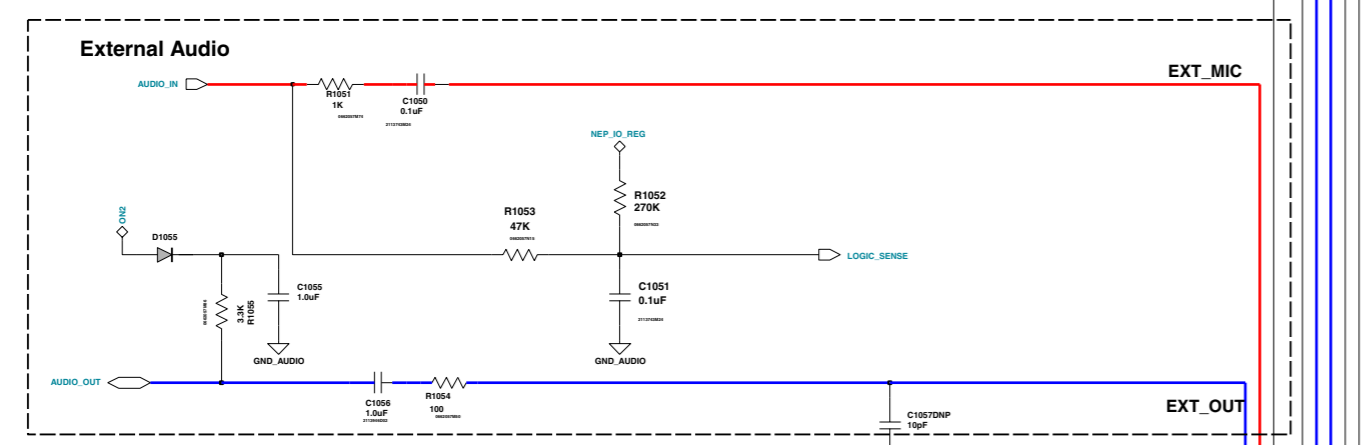 External Audio
EXT_MIC
AUDIO_IN
R1051
1K
C1050
0.1uF
NEP_IO_REG
R1052
270K
R1053
47K
ON2
D1055
LOGIC_SENSE
C1055
1.0uF
C1051
0.1uF
3.3K
R1055
GND_AUDIO
GND_AUDIO
AUDIO_OUT
R1054
100
C1056
1.0uF
EXT_OUT
C1057DNP
10pF